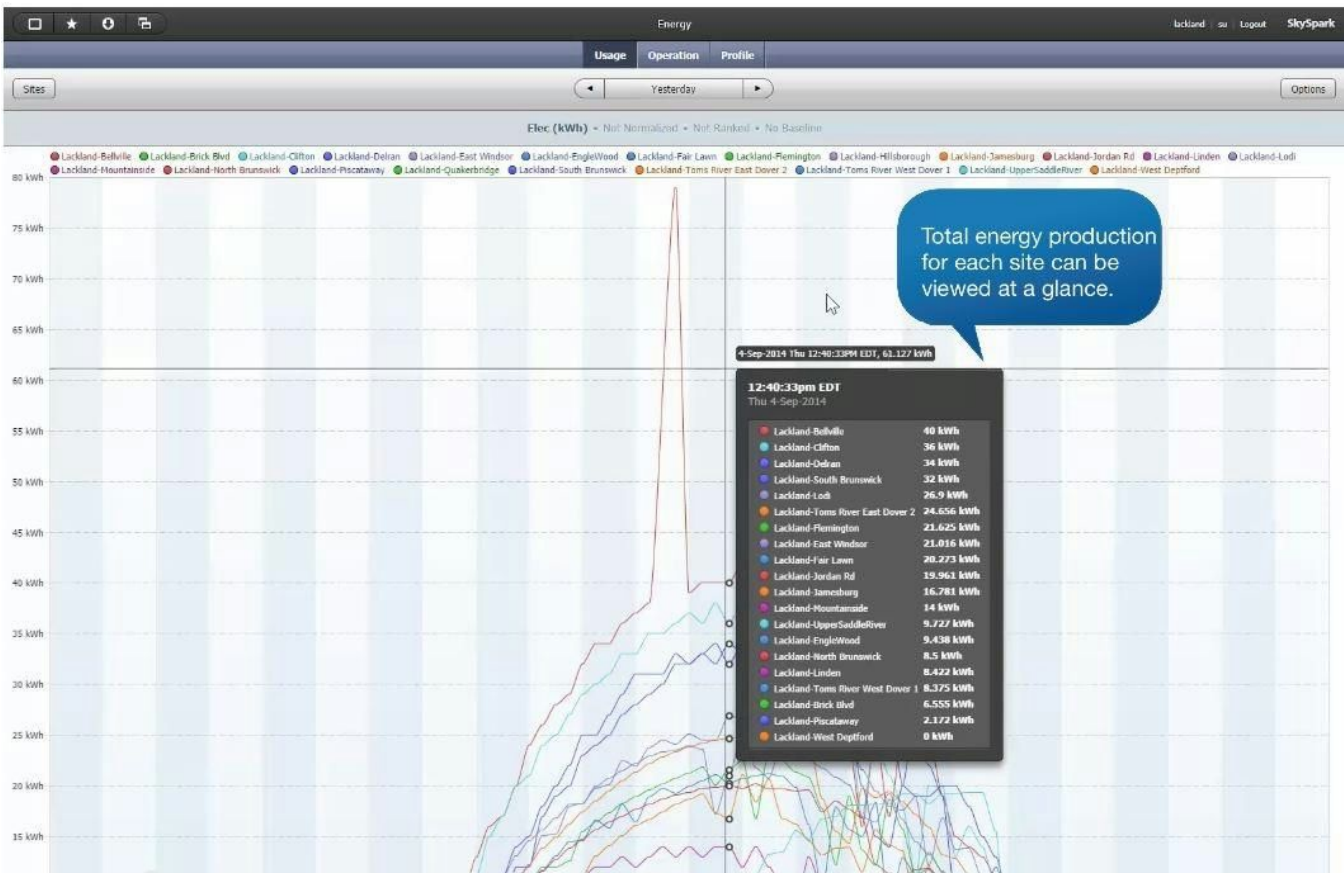 Energy
lackland su Logout SkySpark
Usage Operation Profile
Sites
Yesterday
Options
Elec (kWh) • Not Normalized • Not Ranked • No Baseline
Lackland-Bellville Lackland-Brick Blvd Lackland-Clifton Lackland-Delran Lackland-East Windsor Lackland-EngleWood Lackland-Fair Lawn Lackland-Flemington Lackland-Hillsborough Lackland-Jamesburg Lackland-Jordan Rd Lackland-Linden Lackland-Lodi
Lackland-Mountainside Lackland-North Brunswick Lackland-Piscataway Lackland-Quakerbridge Lackland-South Brunswick Lackland-Toms River East Dover 2 Lackland-Toms River West Dover 1 Lackland-UpperSaddleRiver Lackland-West Deptford
80 kWh
75 kWh
70 kWh
65 kWh
60 kWh
55 kWh
50 kWh
45 kWh
40 kWh
35 kWh
30 kWh
25 kWh
20 kWh
15 kWh
Total energy production
for each site can be
viewed at a glance.
4-Sep-2014 Thu 12:40:33PM EDT, 61.127 kWh
12:40:33pm EDT
Thu 4-Sep-2014
Lackland-Bellville 40 kWh
Lackland-Clifton 36 kWh
Lackland-Delran 34 kWh
Lackland-South Brunswick 32 kWh
Lackland-Lodi 26.9 kWh
Lackland-Toms River East Dover 2 24.656 kWh
Lackland-Flemington 21.625 kWh
Lackland-East Windsor 21.016 kWh
Lackland-Fair Lawn 20.273 kWh
Lackland-Jordan Rd 19.961 kWh
Lackland-Jamesburg 16.781 kWh
Lackland-Mountainside 14 kWh
Lackland-UpperSaddleRiver 9.727 kWh
Lackland-EngleWood 9.438 kWh
Lackland-North Brunswick 8.5 kWh
Lackland-Linden 8.422 kWh
Lackland-Toms River West Dover 1 8.375 kWh
Lackland-Brick Blvd 6.555 kWh
Lackland-Piscataway 2.172 kWh
Lackland-West Deptford 0 kWh